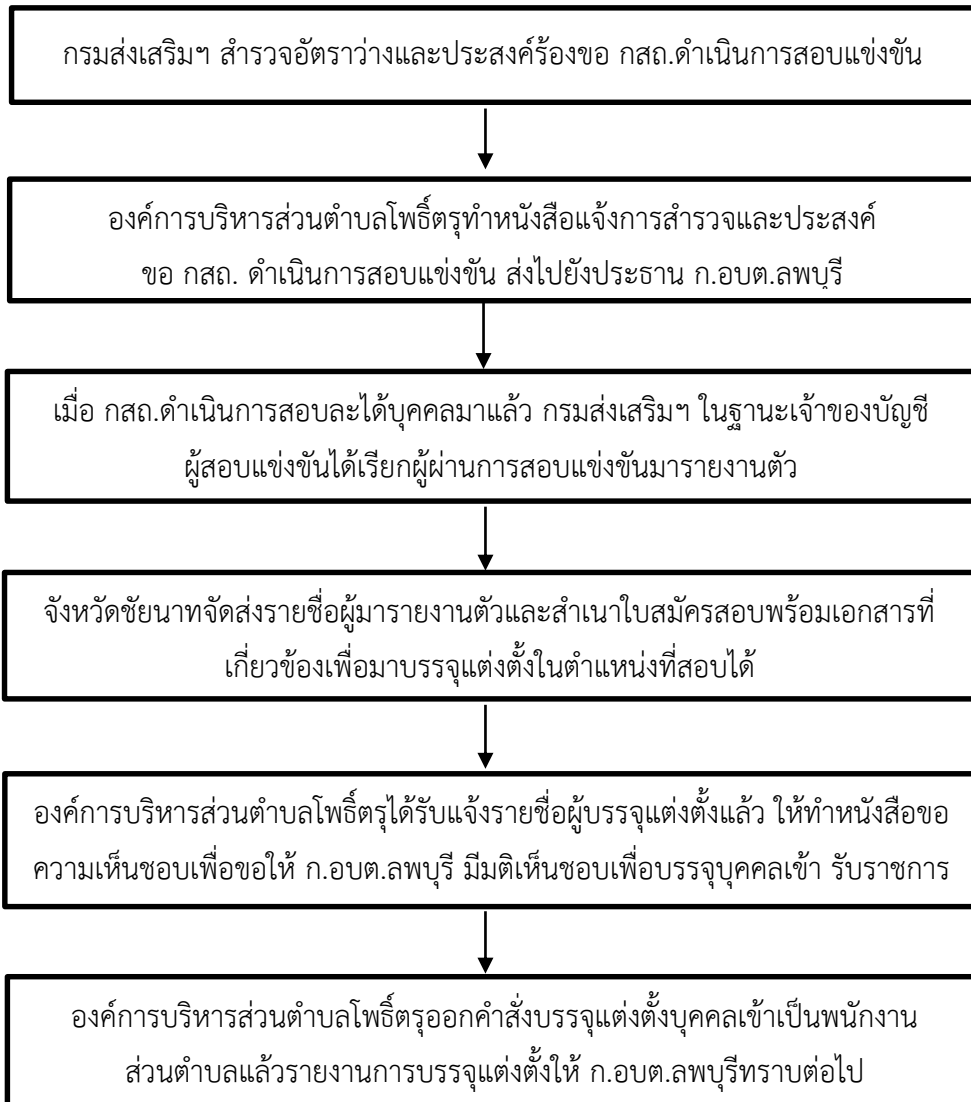 กรมส่งเสริมฯ สำรวจอัตราว่างและประสงค์ร้องขอ กสถ.ดำเนินการสอบแข่งขัน
องค์การบริหารส่วนตำบลโพธิ์ตรุทำหนังสือแจ้งการสำรวจและประสงค์
ขอ กสถ. ดำเนินการสอบแข่งขัน ส่งไปยังประธาน ก.อบต.ลพบุรี
เมื่อ กสถ.ดำเนินการสอบละได้บุคคลมาแล้ว กรมส่งเสริมฯ ในฐานะเจ้าของบัญชี
ผู้สอบแข่งขันได้เรียกผู้ผ่านการสอบแข่งขันมารายงานตัว
จังหวัดชัยนาทจัดส่งรายชื่อผู้มารายงานตัวและสำเนาใบสมัครสอบพร้อมเอกสารที่
เกี่ยวข้องเพื่อมาบรรจุแต่งตั้งในตำแหน่งที่สอบได้
องค์การบริหารส่วนตำบลโพธิ์ตรุได้รับแจ้งรายชื่อผู้บรรจุแต่งตั้งแล้ว ให้ทำหนังสือขอ
ความเห็นชอบเพื่อขอให้ ก.อบต.ลพบุรี มีมติเห็นชอบเพื่อบรรจุบุคคลเข้า รับราชการ
องค์การบริหารส่วนตำบลโพธิ์ตรุออกคำสั่งบรรจุแต่งตั้งบุคคลเข้าเป็นพนักงาน
ส่วนตำบลแล้วรายงานการบรรจุแต่งตั้งให้ ก.อบต.ลพบุรีทราบต่อไป